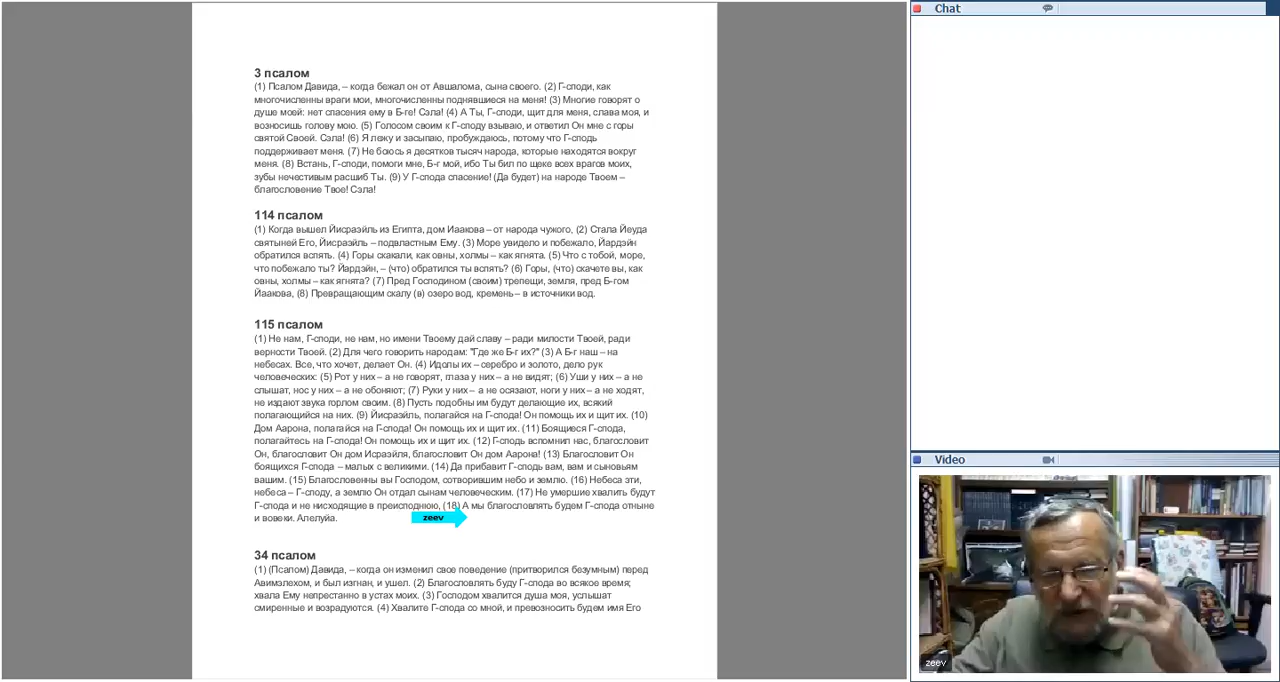 3 псалом
(1) Псалом Давида, – когда бежал он от Авшалома, сына своего. (2) Г-споди, как
многочисленны враги мои, многочисленны поднявшиеся на меня! (3) Многие говорят о
душе моей: нет спасения ему в Б-ге! Сэла! (4) А Ты, Г-споди, щит для меня, слава моя, и
возносишь голову мою. (5) Голосом своим к Г-споду взываю, и ответил Он мне с горы
святой Своей. Сэла! (6) Я лежу и засыпаю, пробуждаюсь, потому что Г-сподь
поддерживает меня. (7) Не боюсь я десятков тысяч народа, которые находятся вокруг
меня. (8) Встань, Г-споди, помоги мне, Б-г мой, ибо Ты бил по щеке всех врагов моих,
зубы нечестивым расшиб Ты. (9) У Г-спода спасение! (Да будет) на народе Твоем –
благословение Твое! Сэла!
114 псалом
(1) Когда вышел Йисраэйль из Египта, дом Иаакова – от народа чужого, (2) Стала Йеуда
святыней Его, Йисраэйль – подвластным Ему. (3) Море увидело и побежало, Йардэйн
обратился вспять. (4) Горы скакали, как овны, холмы – как ягнята. (5) Что с тобой, море,
что побежало ты? Йардэйн, – (что) обратился ты вспять? (6) Горы, (что) скачете вы, как
овны, холмы – как ягнята? (7) Пред Господином (своим) трепещи, земля, пред Б-гом
Йаакова, (8) Превращающим скалу (в) озеро вод, кремень – в источники вод.
115 псалом
(1) Не нам, Г-споди, не нам, но имени Твоему дай славу – ради милости Твоей, ради
верности Твоей. (2) Для чего говорить народам: "Где же Б-г их?" (3) А Б-г наш – на
небесах. Все, что хочет, делает Он. (4) Идолы их – серебро и золото, дело рук
человеческих: (5) Рот у них – а не говорят, глаза у них – а не видят; (6) Уши у них – а не
слышат, нос у них – а не обоняют; (7) Руки у них – а не осязают, ноги у них – а не ходят,
не издают звука горлом своим. (8) Пусть подобны им будут делающие их, всякий
полагающийся на них. (9) Йисраэйль, полагайся на Г-спода! Он помощь их и щит их. (10)
Дом Аарона, полагайся на Г-спода! Он помощь их и щит их. (11) Боящиеся Г-спода,
полагайтесь на Г-спода! Он помощь их и щит их. (12) Г-сподь вспомнил нас, благословит
Он, благословит Он дом Исраэйля, благословит Он дом Аарона! (13) Благословит Он
боящихся Г-спода – малых с великими. (14) Да прибавит Г-сподь вам, вам и сыновьям
вашим. (15) Благословенны вы Господом, сотворившим небо и землю. (16) Небеса эти,
небеса – Г-споду, а землю Он отдал сынам человеческим. (17) Не умершие хвалить будут
Г-спода и не нисходящие в преисподнюю, (18) А мы благословлять будем Г-спода отныне
и вовеки. Алелуйа.
zeev
34 псалом
(1) (Псалом) Давида, – когда он изменил свое поведение (притворился безумным) перед
Авимэлехом, и был изгнан, и ушел. (2) Благословлять буду Г-спода во всякое время;
хвала Ему непрестанно в устах моих. (3) Господом хвалится душа моя, услышат
смиренные и возрадуются. (4) Хвалите Г-спода со мной, и превозносить будем имя Его
Chat
Video
zeev